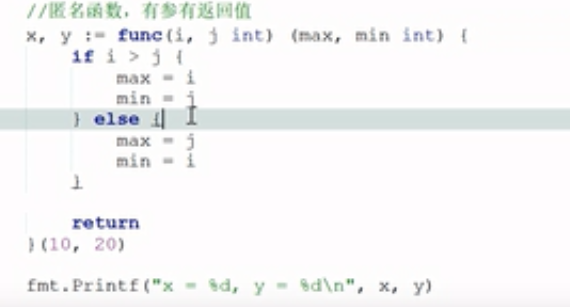 //匿名函数，有参有返回值
x, y := func(i, j int) (max, min int) {
    if i > j {
        max = i
        min = j
    } else {
        max = j
        min = i
    }
    return
}(10, 20)
fmt.Printf("x = %d, y = %d\n", x, y)